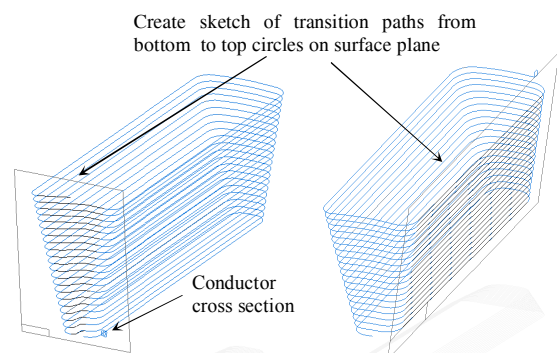 Create sketch of transition paths from
bottom to top circles on surface plane
Conductor
cross section